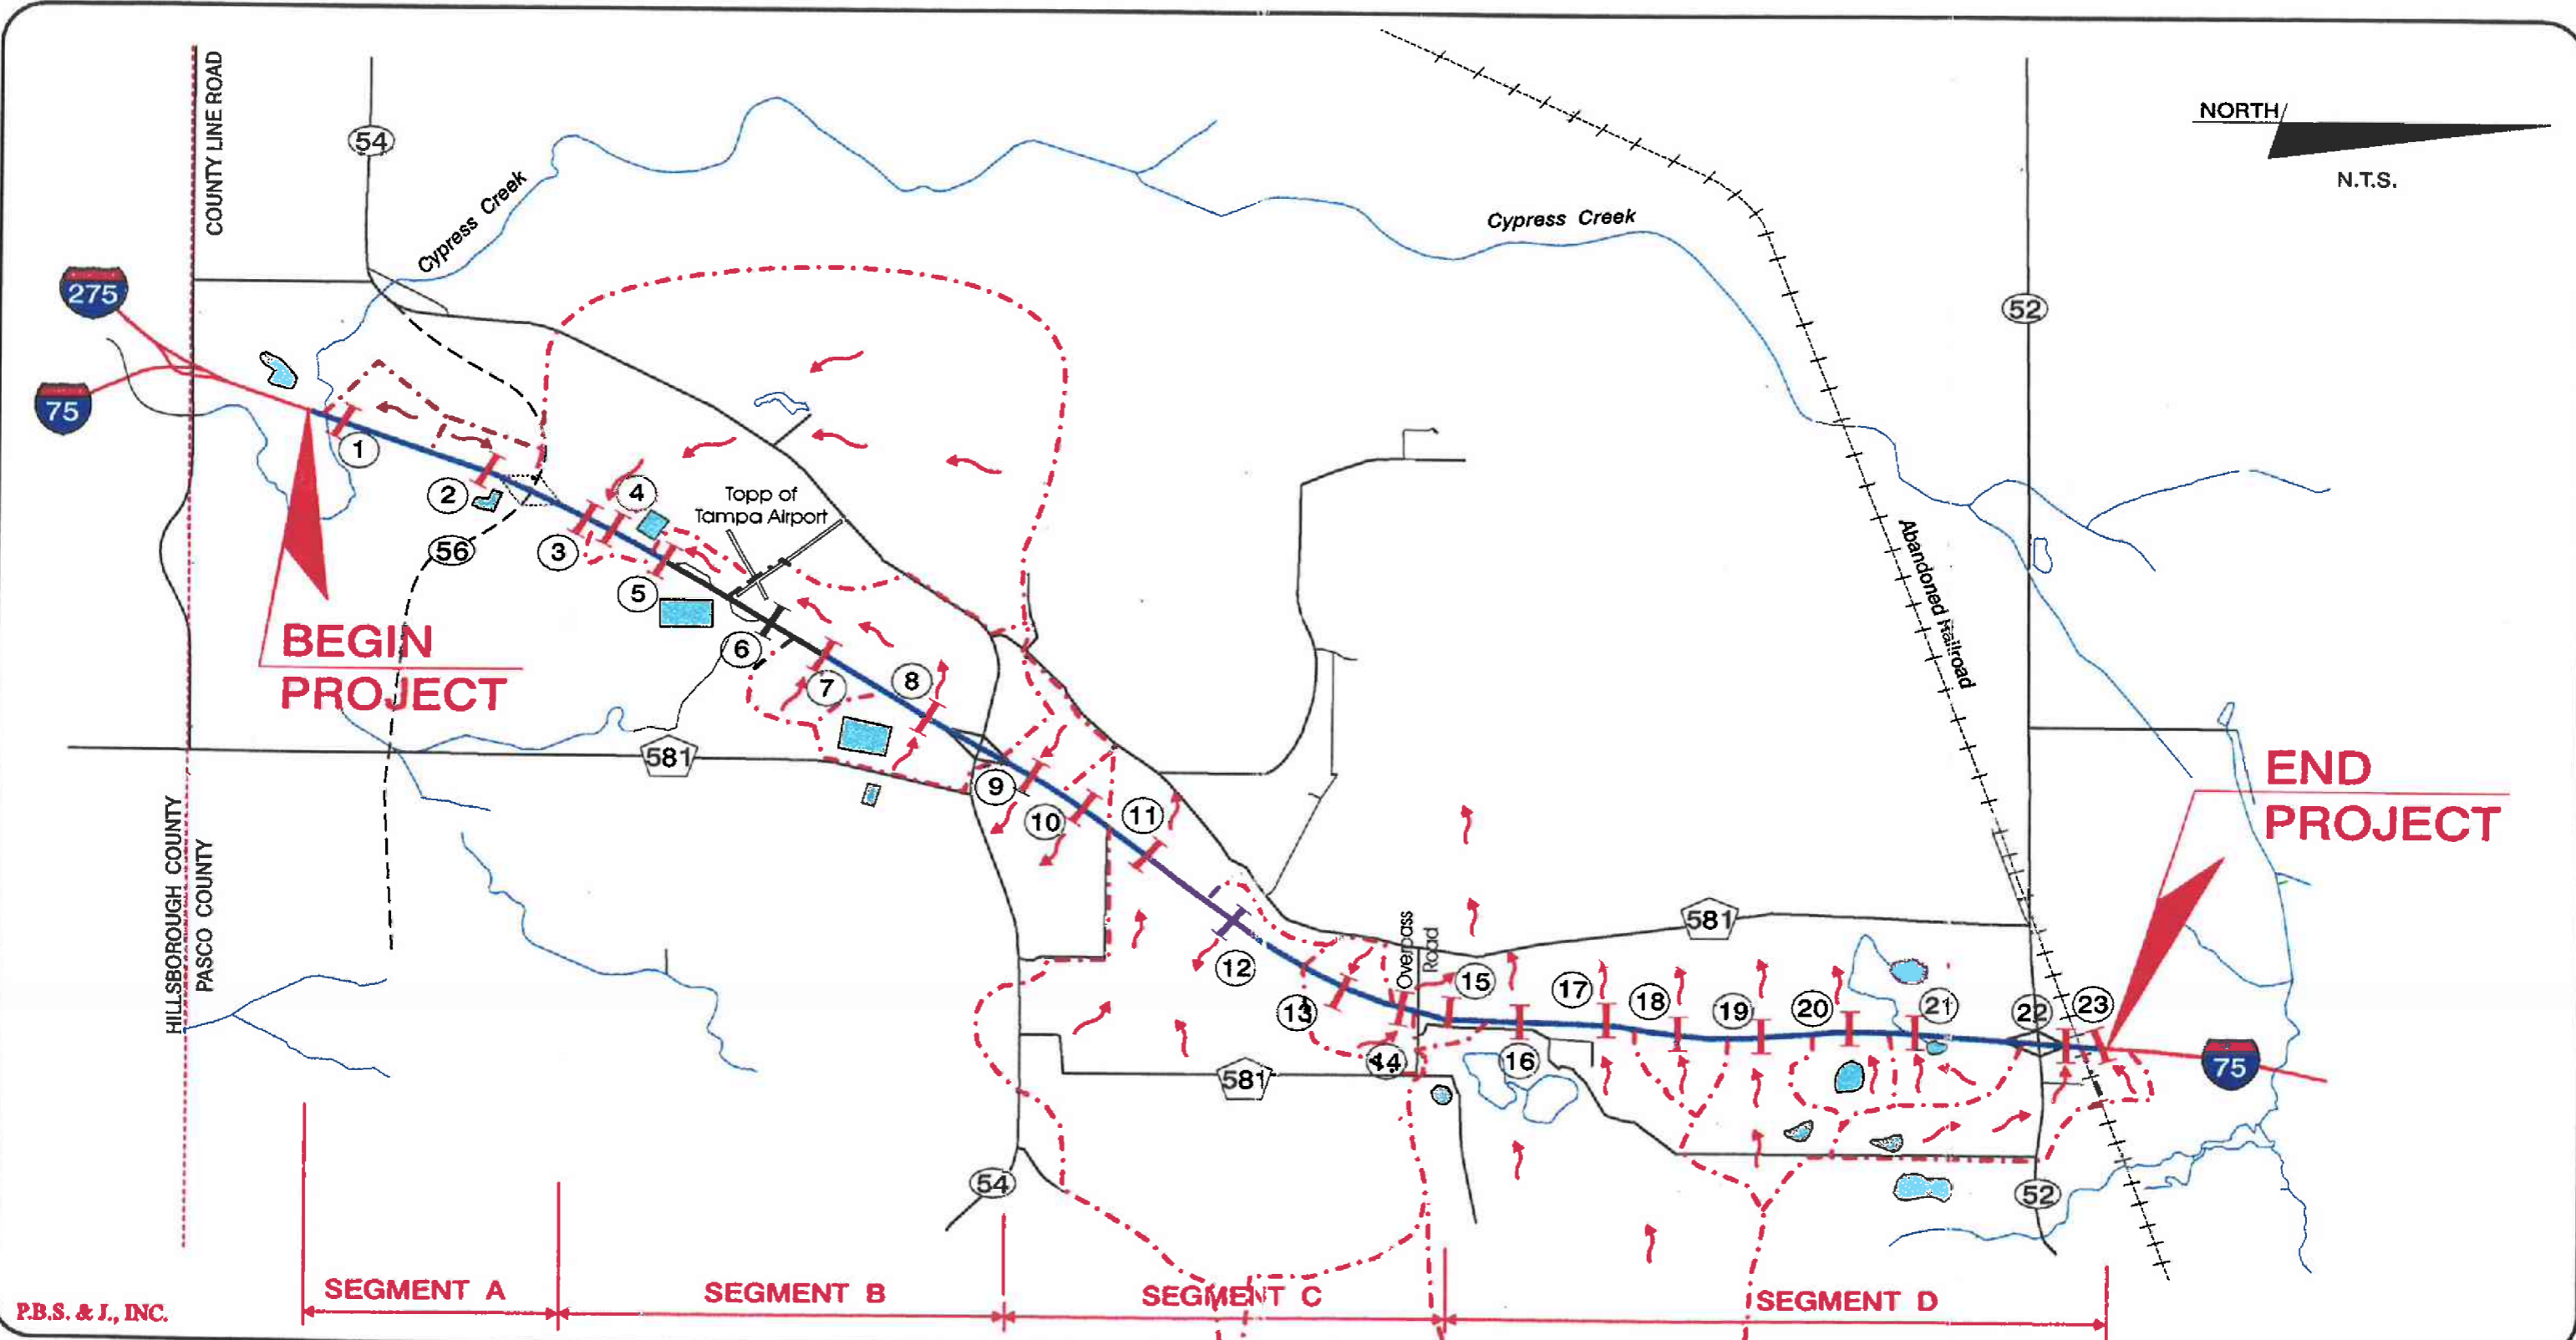 COUNTY LINE ROAD
54
NORTH
N.T.S.
Cypress Creek
Cypress Creek
275
75
52
1
2
3
4
5
56
Topp of
Tampa Airport
6
7
8
9
10
11
12
13
14
15
16
17
18
19
20
21
22
23
Abandoned Railroad
BEGIN
PROJECT
581
END
PROJECT
HILLSBOROUGH COUNTY
PASCO COUNTY
Overpass
Road
581
581
75
54
52
SEGMENT A
SEGMENT B
SEGMENT C
SEGMENT D
P.B.S. & J., INC.